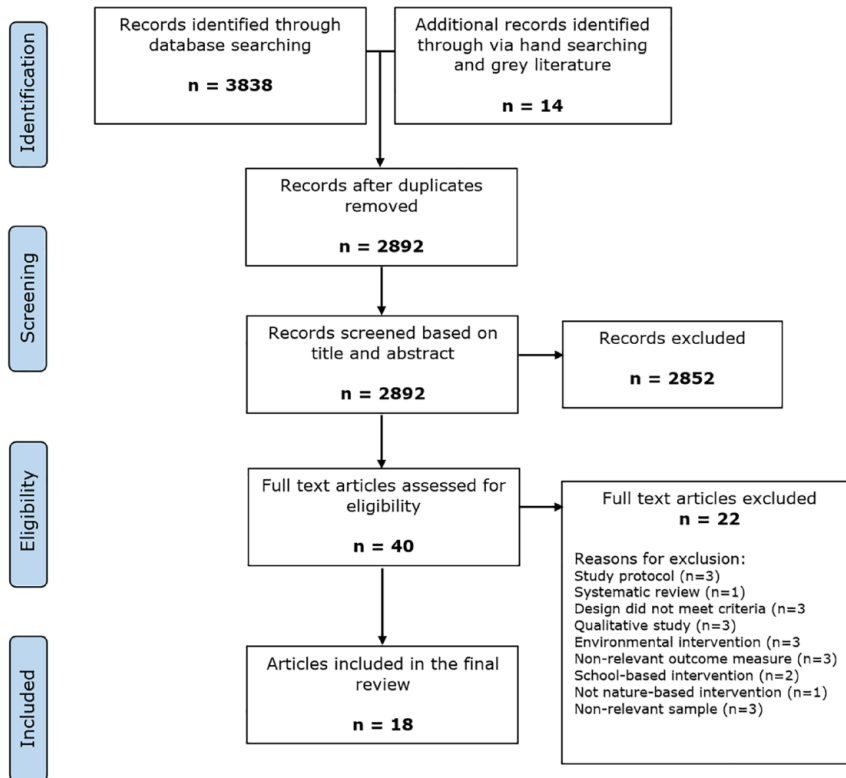 Identification
Records identified through
database searching
n = 3838
Additional records identified
through via hand searching
and grey literature
n = 14
Records after duplicates
removed
n = 2892
Screening
Records screened based on
title and abstract
n = 2892
Records excluded
n = 2852
Eligibility
Full text articles assessed for
eligibility
n = 40
Full text articles excluded
n = 22
Reasons for exclusion:
Study protocol (n=3)
Systematic review (n=1)
Design did not meet criteria (n=3
Qualitative study (n=3)
Environmental intervention (n=3
Non-relevant outcome measure (n=3)
School-based intervention (n=2)
Not nature-based intervention (n=1)
Non-relevant sample (n=3)
Included
Articles included in the final
review
n = 18